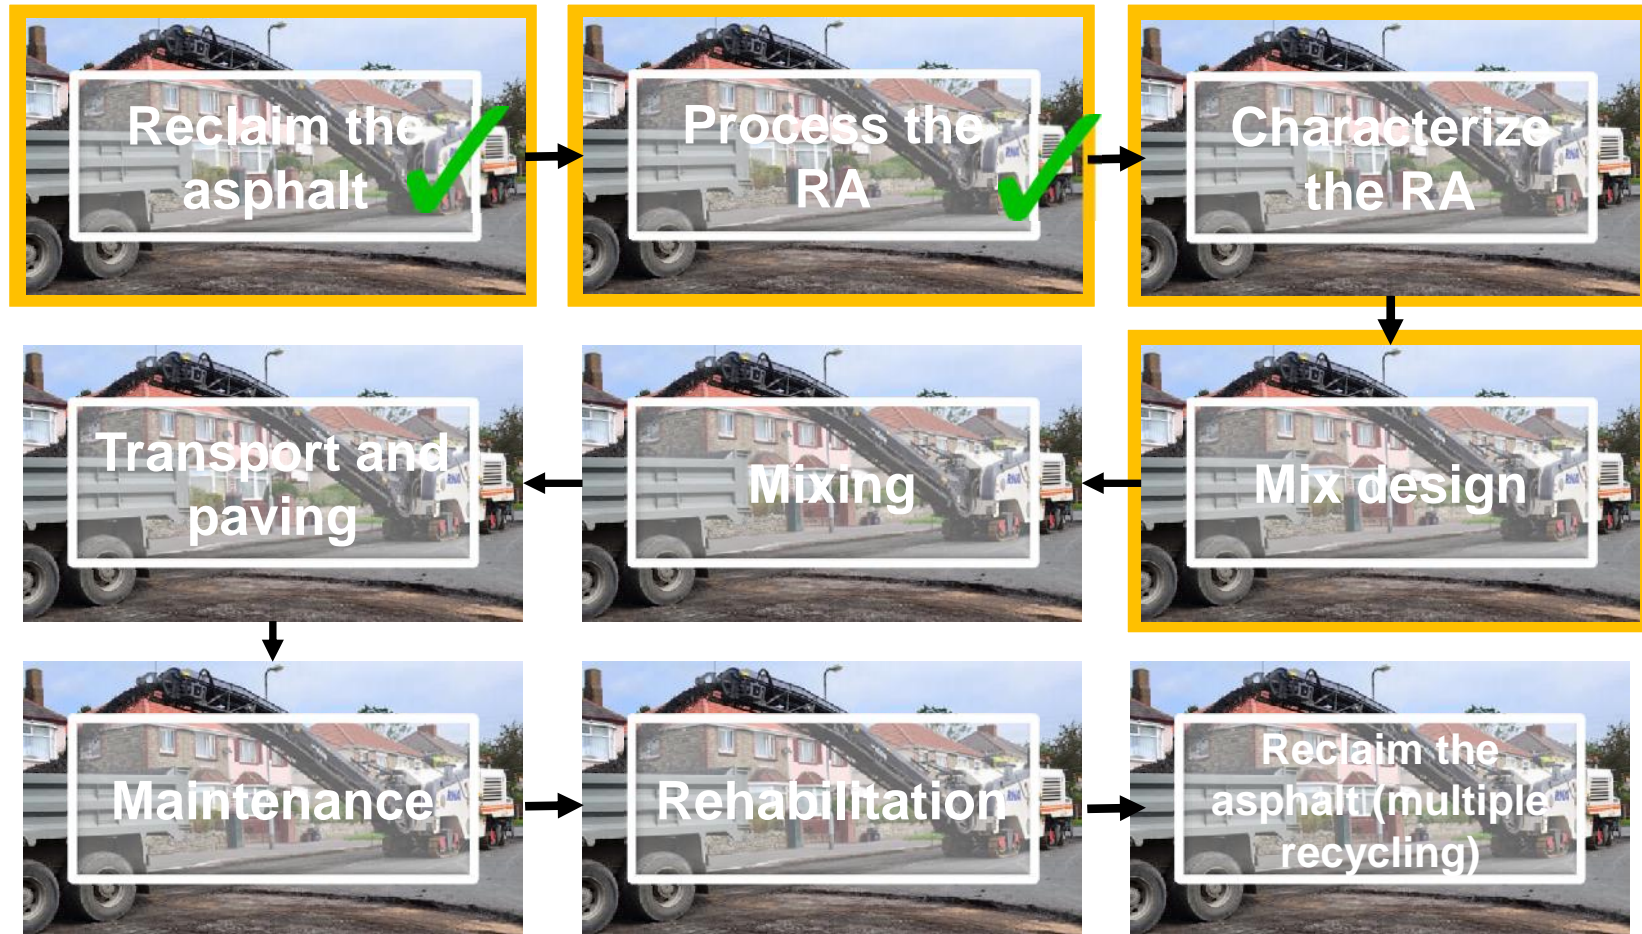 Reclaim the
asphalt
Process the
RA
Characterize
the RA
Transport and
paving
Mixing
Mix design
Maintenance
Rehabilitation
Reclaim the
asphalt (multiple
recycling)